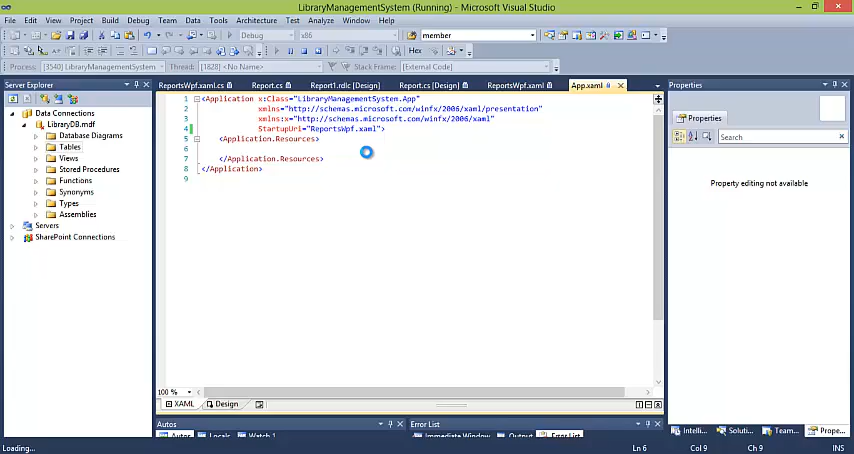 LibraryManagementSystem (Running) - Microsoft Visual Studio
File Edit View Project Build Debug Team Data Tools Architecture Test Analyze Window Help
Debug x86 member
Hex
Process: [3540] LibraryManagementSystem Thread: [1828] <No Name> Stack Frame: [External Code]
Server Explorer
ReportsWpf.xaml.cs Report.cs Report1.rdlc [Design] Report.cs [Design] ReportsWpf.xaml App.xaml
Properties
Data Connections
LibraryDB.mdf
Database Diagrams
Tables
Views
Stored Procedures
Functions
Synonyms
Types
Assemblies
Servers
SharePoint Connections
1 <Application x:Class="LibraryManagementSystem.App"
2 xmlns="http://schemas.microsoft.com/winfx/2006/xaml/presentation"
3 xmlns:x="http://schemas.microsoft.com/winfx/2006/xaml"
4 StartupUri="ReportsWpf.xaml">
5 <Application.Resources>
6
7 </Application.Resources>
8 </Application>
9
Properties
Search
Property editing not available
100 %
XAML Design
Autos
Error List
Autos Locals Watch 1
Immediate Window Output Error List
Intelli... Solutio... Team... Prope...
Loading... Ln 6 Col 9 Ch 9 INS